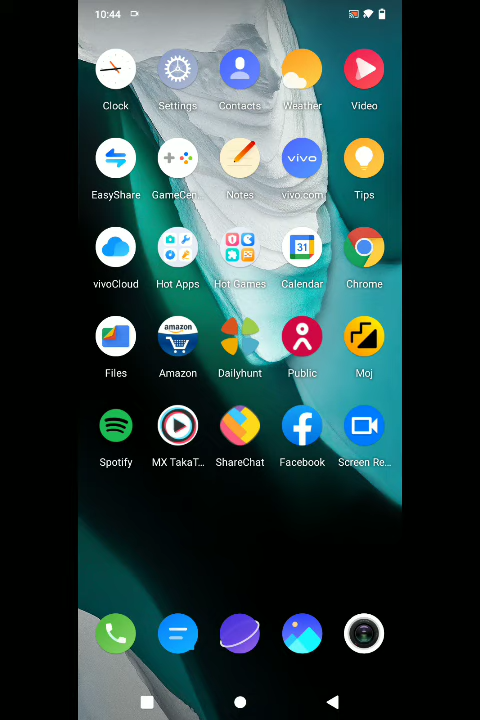 10:44
Clock Settings Contacts Weather Video
EasyShare GameCen... Notes vivo vivo.com Tips
vivoCloud Hot Apps Hot Games 31 Calendar Chrome
Files amazon Amazon Dailyhunt Public Moj
Spotify MX TakaT... ShareChat Facebook Screen Re...